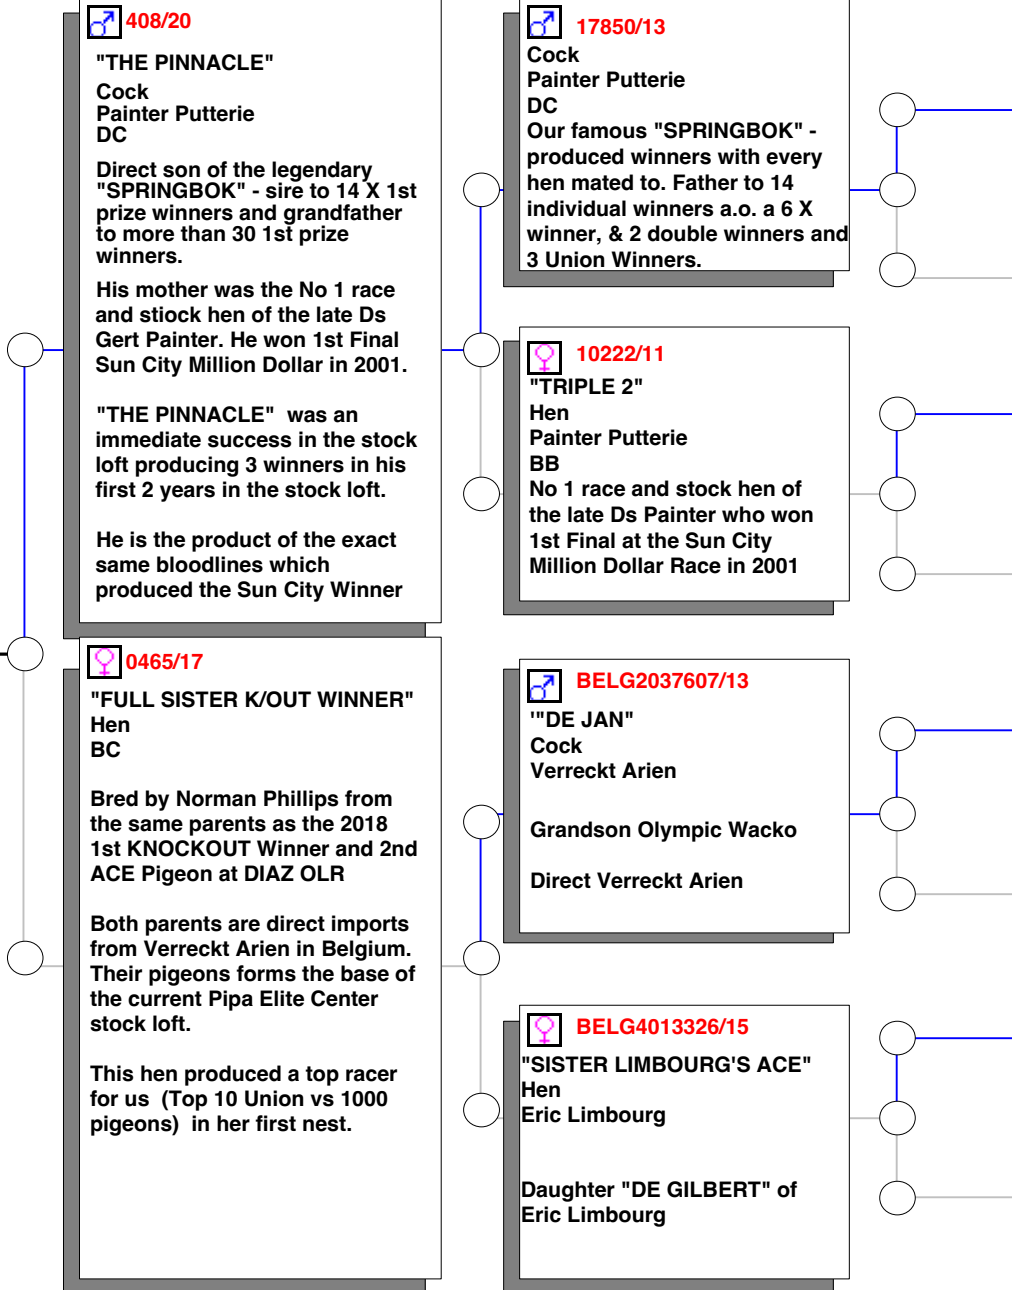 408/20
"THE PINNACLE"
Cock
Painter Putterie
DC
Direct son of the legendary
"SPRINGBOK" - sire to 14 X 1st
prize winners and grandfather
to more than 30 1st prize
winners.
His mother was the No 1 race
and stiock hen of the late Ds
Gert Painter. He won 1st Final
Sun City Million Dollar in 2001.
"THE PINNACLE"  was an
immediate success in the stock
loft producing 3 winners in his
first 2 years in the stock loft.
He is the product of the exact
same bloodlines which
produced the Sun City Winner
0465/17
"FULL SISTER K/OUT WINNER"
Hen
BC
Bred by Norman Phillips from
the same parents as the 2018
1st KNOCKOUT Winner and 2nd
ACE Pigeon at DIAZ OLR
Both parents are direct imports
from Verreckt Arien in Belgium.
Their pigeons forms the base of
the current Pipa Elite Center
stock loft.
This hen produced a top racer
for us  (Top 10 Union vs 1000
pigeons)  in her first nest.
17850/13
Cock
Painter Putterie
DC
Our famous "SPRINGBOK" -
produced winners with every
hen mated to. Father to 14
individual winners a.o. a 6 X
winner, & 2 double winners and
3 Union Winners.
10222/11
"TRIPLE 2"
Hen
Painter Putterie
BB
No 1 race and stock hen of
the late Ds Painter who won
1st Final at the Sun City
Million Dollar Race in 2001
BELG2037607/13
'"DE JAN"
Cock
Verreckt Arien
Grandson Olympic Wacko
Direct Verreckt Arien
BELG4013326/15
"SISTER LIMBOURG'S ACE"
Hen
Eric Limbourg
Daughter "DE GILBERT" of
Eric Limbourg